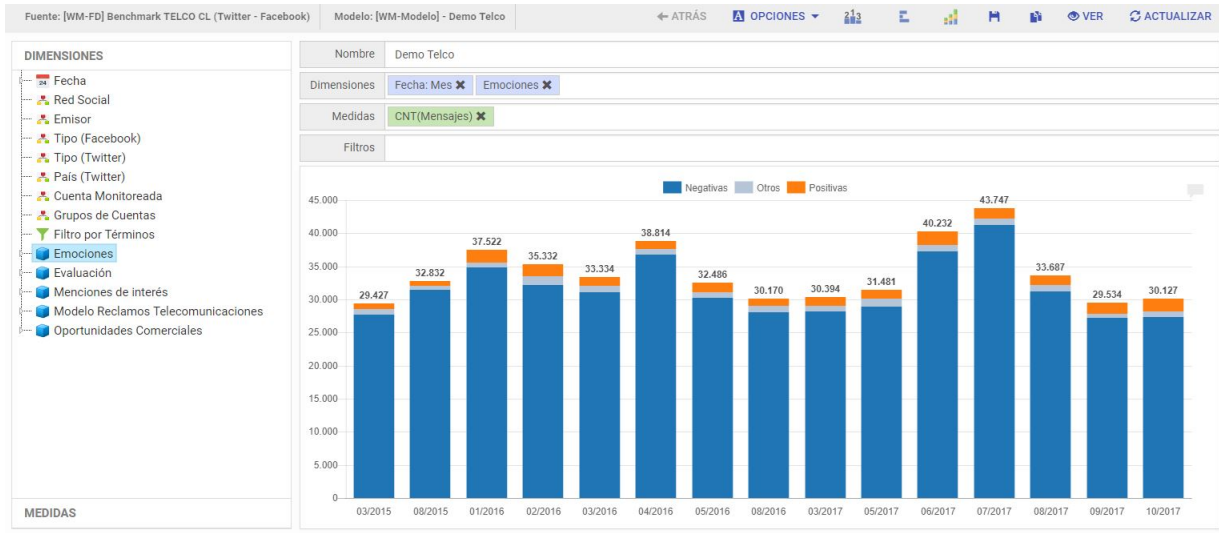 Fuente: [WM-FD] Benchmark TELCO CL (Twitter - Facebook) Modelo: [WM-Modelo] - Demo Telco ATRÁS OPCIONES VER ACTUALIZAR
DIMENSIONES
Fecha
Red Social
Emisor
Tipo (Facebook)
Tipo (Twitter)
País (Twitter)
Cuenta Monitoreada
Grupos de Cuentas
Filtro por Términos
Emociones
Evaluación
Menciones de interés
Modelo Reclamos Telecomunicaciones
Oportunidades Comerciales
MEDIDAS
Nombre Demo Telco
Dimensiones Fecha: Mes Emociones
Medidas CNT(Mensajes)
Filtros
Negativas Otros Positivas
45.000
40.000
35.000
30.000
25.000
20.000
15.000
10.000
5.000
0
29.427 32.832 37.522 35.332 33.334 38.814 32.486 30.170 30.394 31.481 40.232 43.747 33.687 29.534 30.127
03/2015 08/2015 01/2016 02/2016 03/2016 04/2016 05/2016 08/2016 03/2017 05/2017 06/2017 07/2017 08/2017 09/2017 10/2017